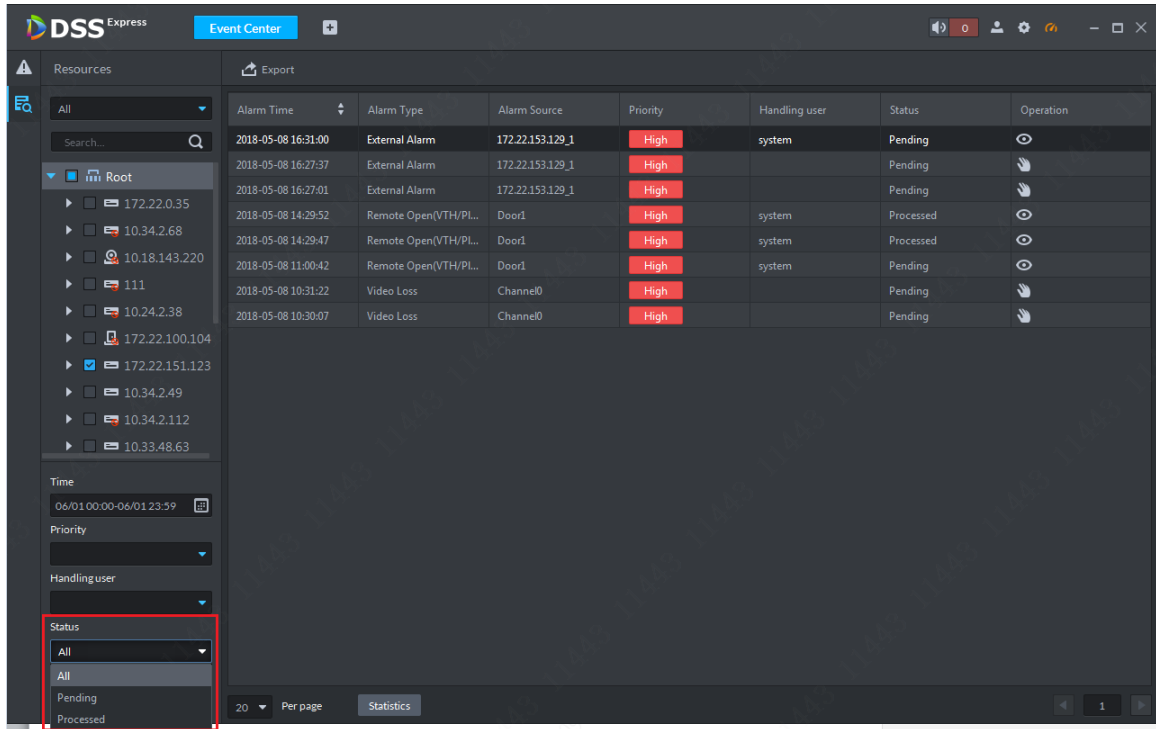 DSS Express
Event Center
0
Resources
Export
All
Search...
Root
172.22.0.35
10.34.2.68
10.18.143.220
111
10.24.2.38
172.22.100.104
172.22.151.123
10.34.2.49
10.34.2.112
10.33.48.63
Time
06/01 00:00-06/01 23:59
Priority
Handling user
Status
All
All
Pending
Processed
Alarm Time Alarm Type Alarm Source Priority Handling user Status Operation
2018-05-08 16:31:00 External Alarm 172.22.153.129_1 High system Pending
2018-05-08 16:27:37 External Alarm 172.22.153.129_1 High Pending
2018-05-08 16:27:01 External Alarm 172.22.153.129_1 High Pending
2018-05-08 14:29:52 Remote Open(VTH/Pl... Door1 High system Processed
2018-05-08 14:29:47 Remote Open(VTH/Pl... Door1 High system Processed
2018-05-08 11:00:42 Remote Open(VTH/Pl... Door1 High system Pending
2018-05-08 10:31:22 Video Loss Channel0 High Pending
2018-05-08 10:30:07 Video Loss Channel0 High Pending
20 Per page Statistics 1